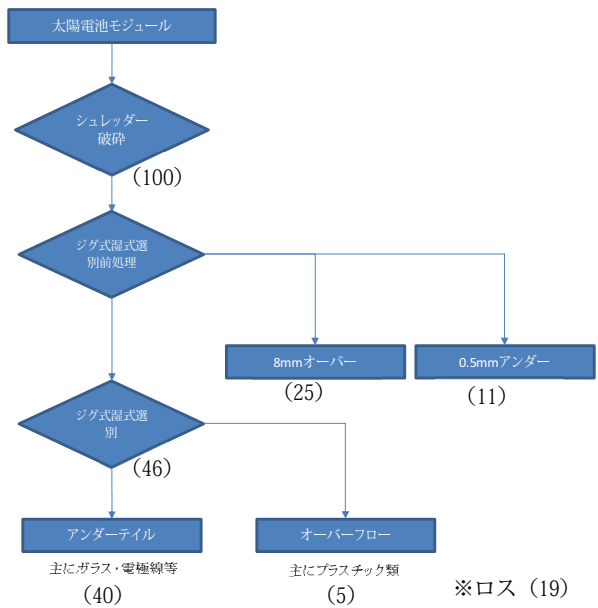 太陽電池モジュール
シュレッダー
破砕
(100)
ジグ式湿式選
別前処理
8mmオーバー
0.5mmアンダー
(25)
(11)
ジグ式湿式選
別
(46)
アンダーテイル
オーバーフロー
主にガラス・電極線等
主にプラスチック類
(40)
(5)
※ロス (19)